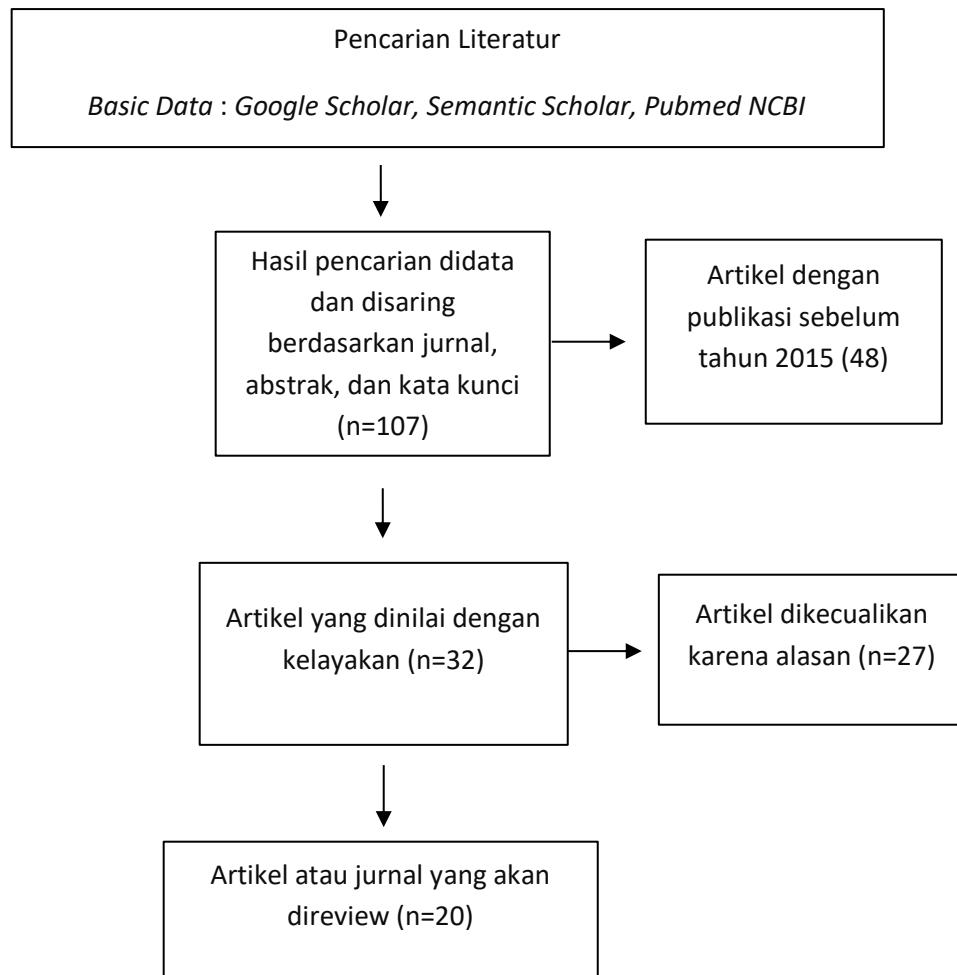 Pencarian Literatur
Basic Data : Google Scholar, Semantic Scholar, Pubmed NCBI
Hasil pencarian didata
dan disaring
berdasarkan jurnal,
abstrak, dan kata kunci
(n=107)
Artikel dengan
publikasi sebelum
tahun 2015 (48)
Artikel yang dinilai dengan
kelayakan (n=32)
Artikel dikecualikan
karena alasan (n=27)
Artikel atau jurnal yang akan
direview (n=20)